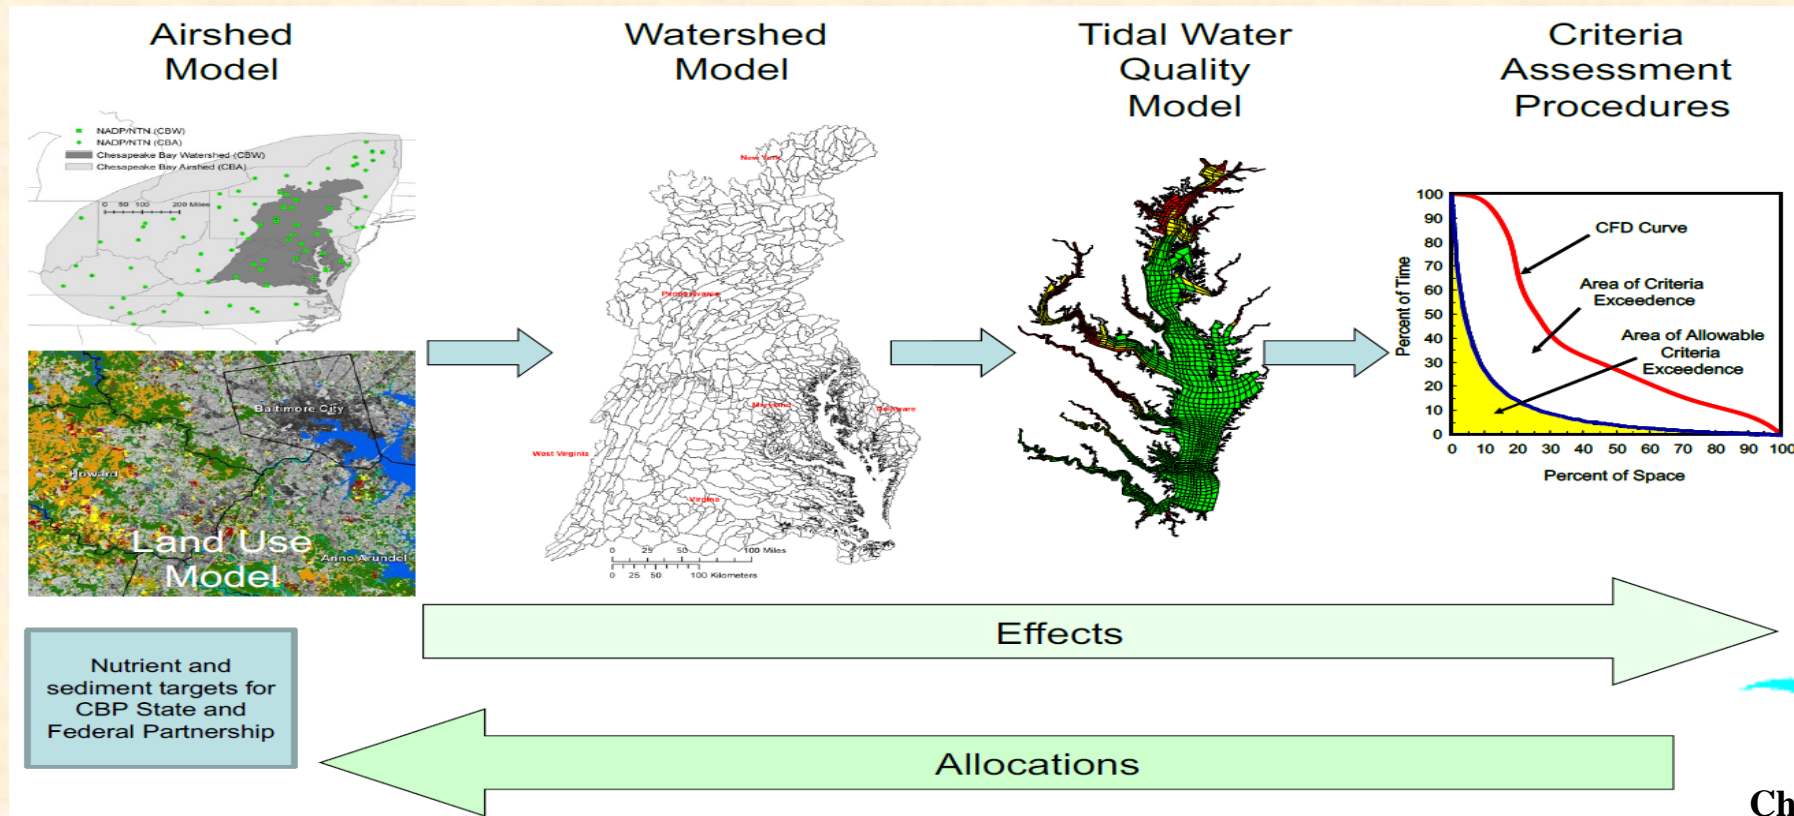 Airshed
Model
Watershed
Model
Tidal Water
Quality
Model
Criteria
Assessment
Procedures
NADP/NTN (CBW)
NADP/NTN (CBA)
Chesapeake Bay Watershed (CBW)
Chesapeake Bay Airshed (CBA)
0 50 100 200 Miles
Baltimore City
Howard
Anne Arundel
Land Use
Model
New York
Pennsylvania
Maryland
Delaware
West Virginia
Virginia
0 25 50 100 Miles
0 25 50 100 Kilometers
Percent of Time
100
90
80
70
60
50
40
30
20
10
0
CFD Curve
Area of Criteria
Exceedence
Area of Allowable
Criteria
Exceedence
0 10 20 30 40 50 60 70 80 90 100
Percent of Space
Effects
Nutrient and
sediment targets for
CBP State and
Federal Partnership
Allocations
Ch